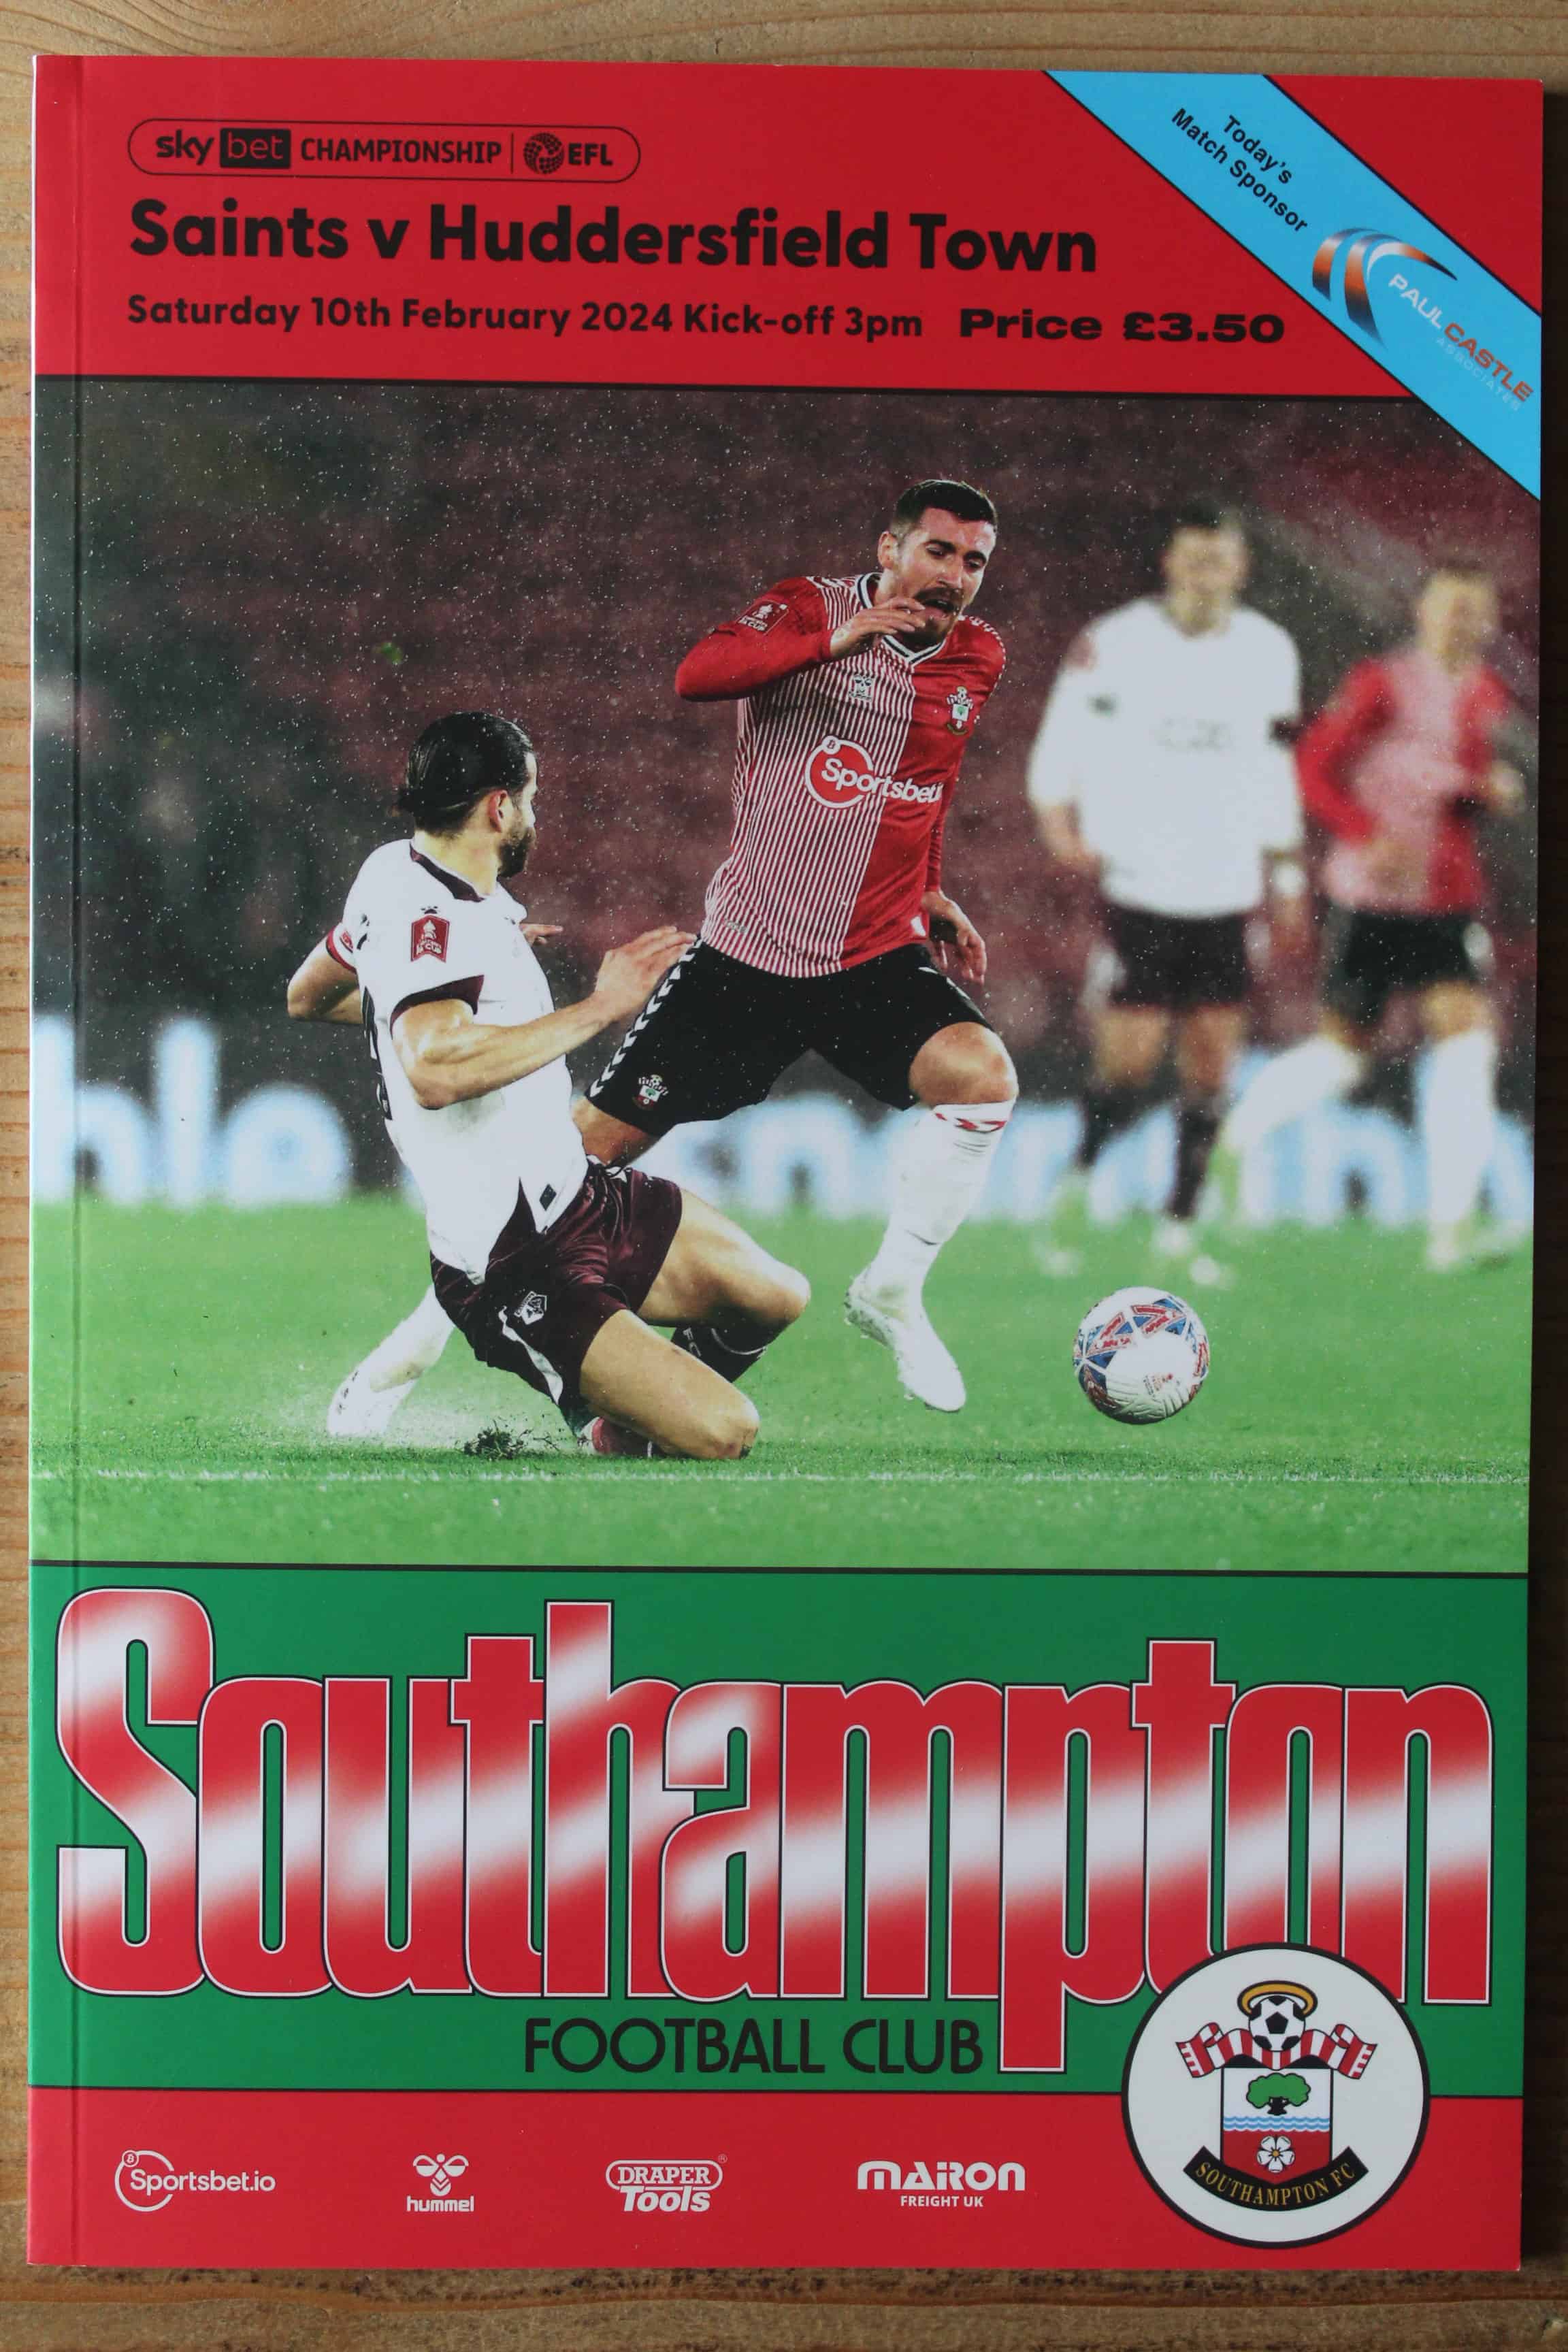 sky bet CHAMPIONSHIP EFL
Saints v Huddersfield Town
Saturday 10th February 2024 Kick-off 3pm Price £3.50
Today's
Match Sponsor
PAUL CASTLE
ASSOCIATES
Sportsbet
Southampton
FOOTBALL CLUB
Sportsbet.io
hummel
DRAPER
Tools
MAIRON
FREIGHT UK
SOUTHAMPTON FC